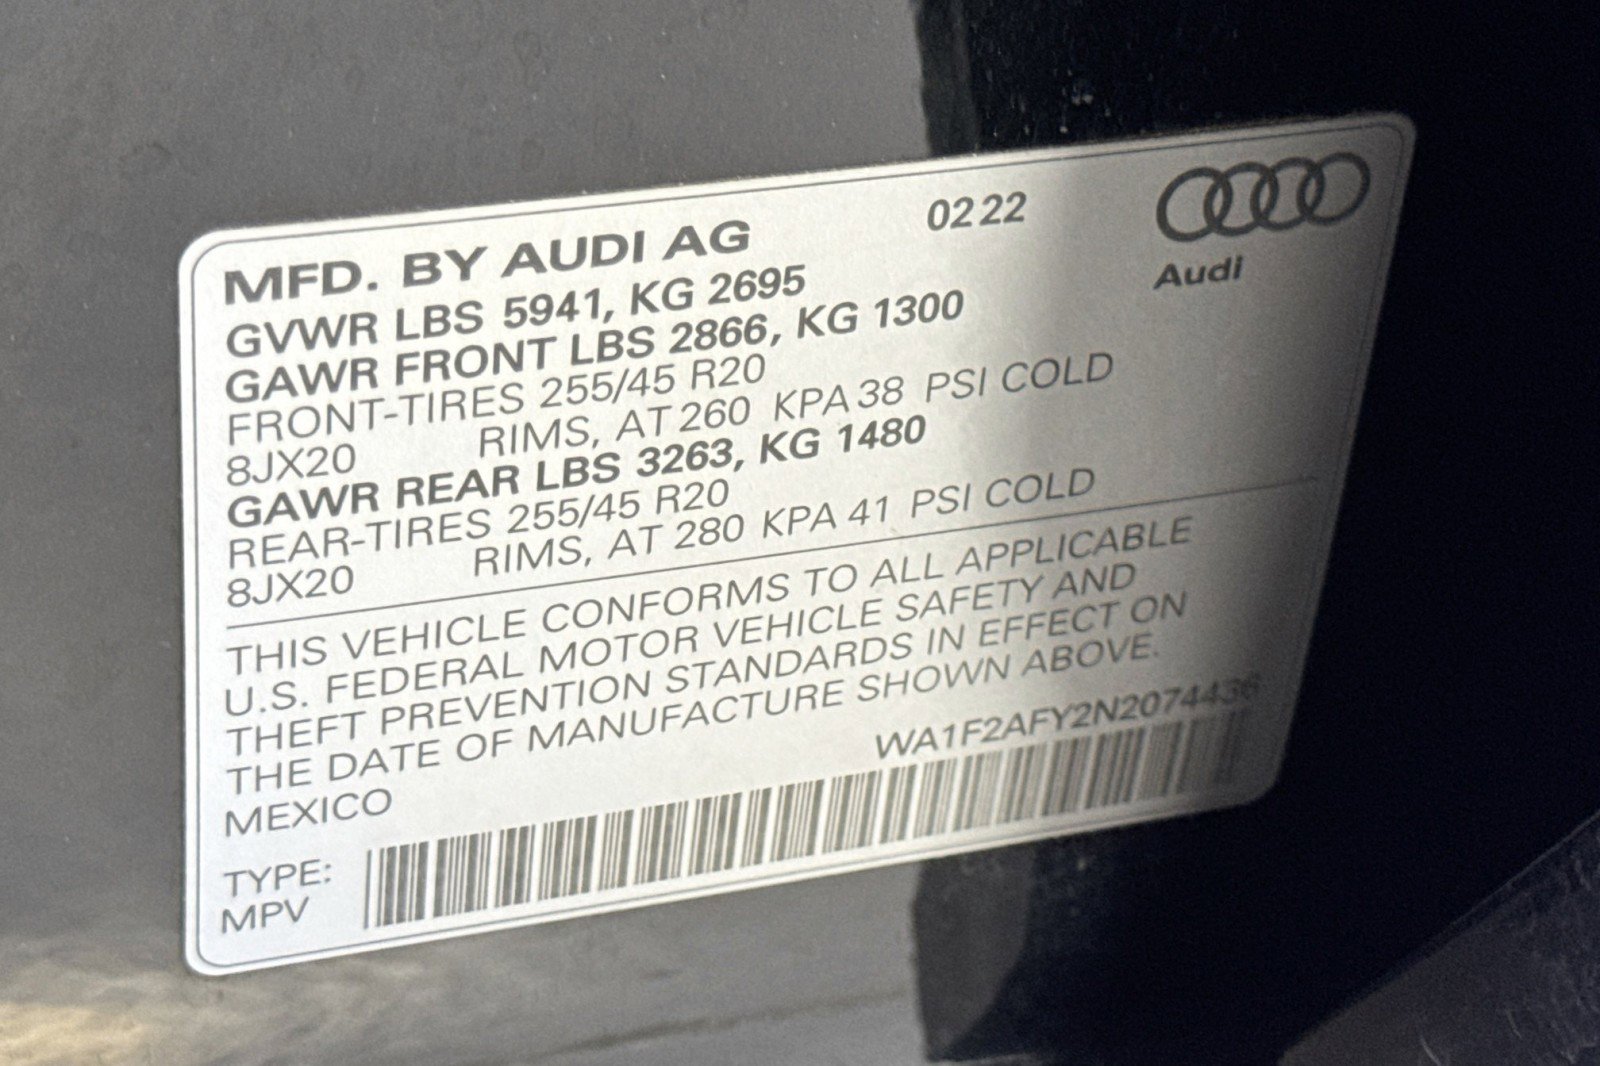 MFD. BY AUDI AG 0222
Audi
GVWR LBS 5941, KG 2695
GAWR FRONT LBS 2866, KG 1300
FRONT-TIRES 255/45 R20
8JX20 RIMS, AT 260 KPA 38 PSI COLD
GAWR REAR LBS 3263, KG 1480
REAR-TIRES 255/45 R20
8JX20 RIMS, AT 280 KPA 41 PSI COLD
THIS VEHICLE CONFORMS TO ALL APPLICABLE
U.S. FEDERAL MOTOR VEHICLE SAFETY AND
THEFT PREVENTION STANDARDS IN EFFECT ON
THE DATE OF MANUFACTURE SHOWN ABOVE.
MEXICO WA1F2AFY2N2074436
TYPE:
MPV